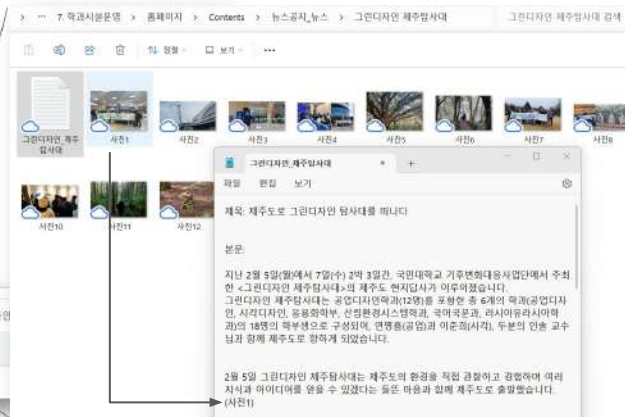 › ··· 7. 학과시설운영 › 홈페이지 › Contents › 뉴스공지_뉴스 › 그린디자인 제주탐사대
그린디자인 제주탐사대 검색
정렬 보기 ···
그린디자인_제주탐사대
사진1
사진2
사진3
사진4
사진5
사진6
사진7
사진8
사진10
사진11
사진12
그린디자인_제주탐사대
파일 편집 보기
제목: 제주도로 그린디자인 탐사대를 떠나다
본문:
지난 2월 5일(월)에서 7일(수) 2박 3일간, 국민대학교 기후변화대응사업단에서 주최
한 <그린디자인 제주탐사대>의 제주도 현지답사가 이루어졌습니다.
그린디자인 제주탐사대는 공업디자인학과(12명)를 포함한 총 6개의 학과(공업디자
인, 시각디자인, 응용화학부, 산림환경시스템학과, 국어국문과, 러시아유라시아학
과)의 18명의 학부생으로 구성되어, 연명흠(공업)과 이준희(시각), 두분의 인솔 교수
님과 함께 제주도로 향하게 되었습니다.
2월 5일 그린디자인 제주탐사대는 제주도의 환경을 직접 관찰하고 경험하며 여러
지식과 아이디어를 얻을 수 있겠다는 들뜬 마음과 함께 제주도로 출발했습니다.
(사진1)